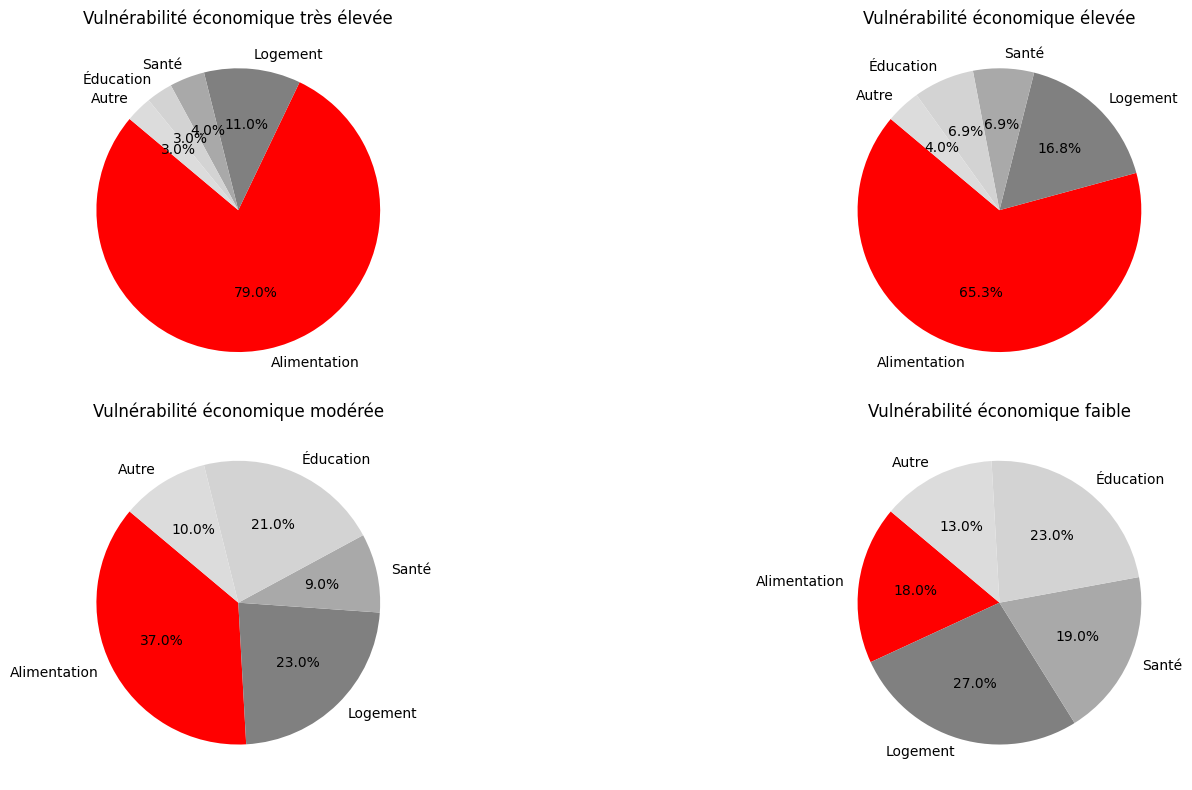 Vulnérabilité économique très élevée
Logement
Santé
Éducation
Autre
11.0%
4.0%
3.0%
3.0%
79.0%
Alimentation
Vulnérabilité économique élevée
Santé
Éducation
Autre
Logement
6.9%
6.9%
4.0%
16.8%
65.3%
Alimentation
Vulnérabilité économique modérée
Éducation
Autre
21.0%
10.0%
Santé
9.0%
37.0%
23.0%
Alimentation
Logement
Vulnérabilité économique faible
Autre
Éducation
13.0%
23.0%
Alimentation
18.0%
19.0%
Santé
27.0%
Logement